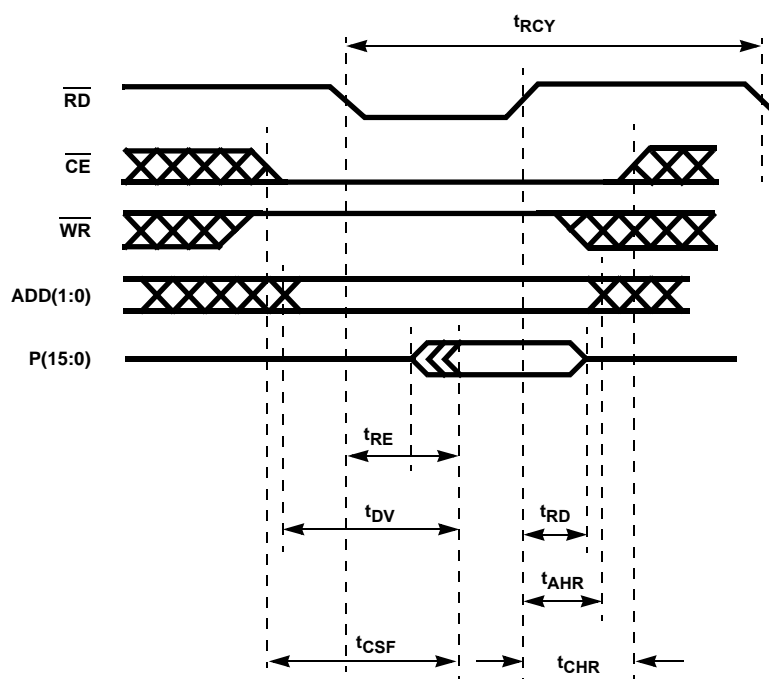 tRCY
RD
CE
WR
ADD(1:0)
P(15:0)
tRE
tDV
tRD
tAHR
tCSF
tCHR